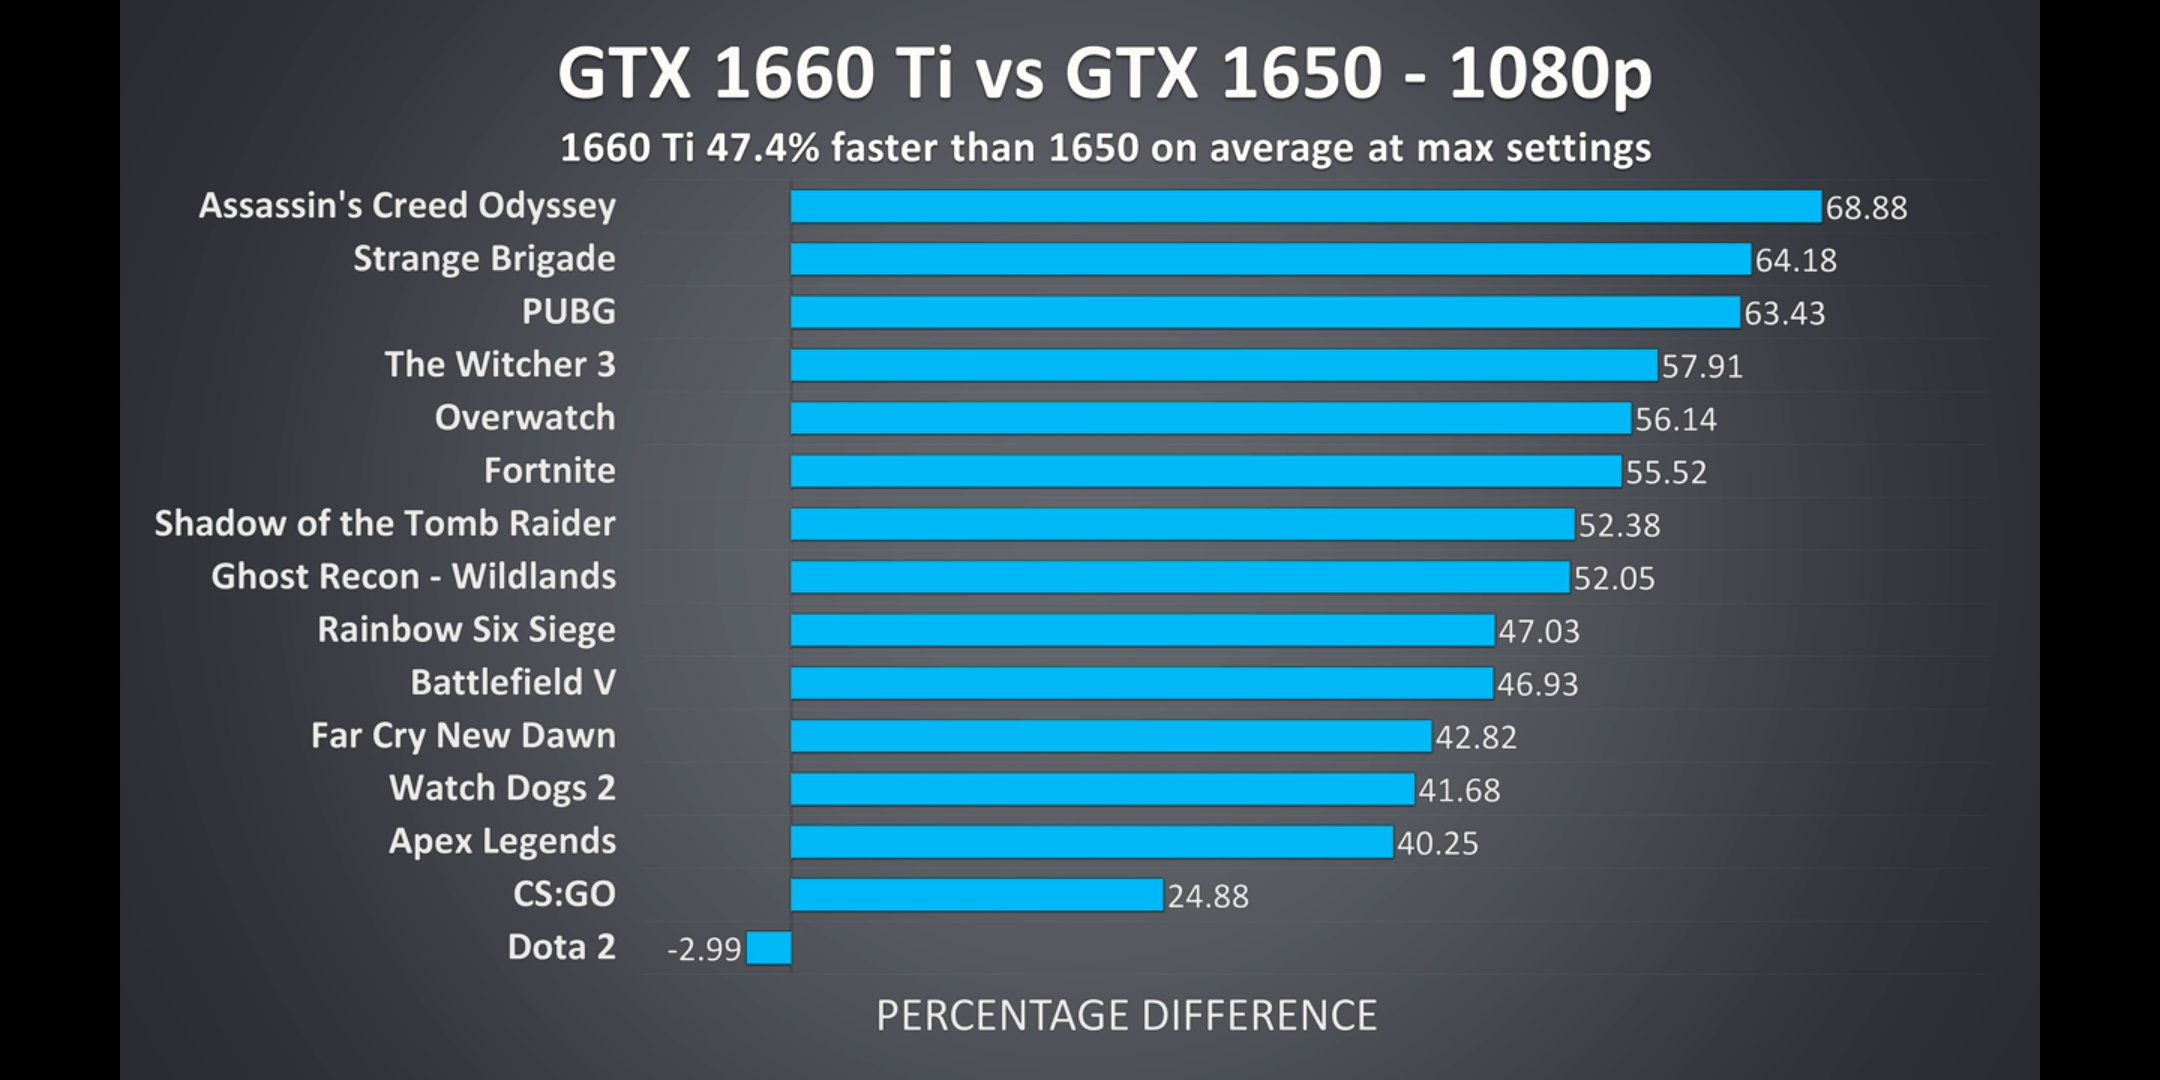 GTX 1660 Ti vs GTX 1650 - 1080p
1660 Ti 47.4% faster than 1650 on average at max settings
Assassin's Creed Odyssey 68.88
Strange Brigade 64.18
PUBG 63.43
The Witcher 3 57.91
Overwatch 56.14
Fortnite 55.52
Shadow of the Tomb Raider 52.38
Ghost Recon - Wildlands 52.05
Rainbow Six Siege 47.03
Battlefield V 46.93
Far Cry New Dawn 42.82
Watch Dogs 2 41.68
Apex Legends 40.25
CS:GO 24.88
Dota 2 -2.99
PERCENTAGE DIFFERENCE